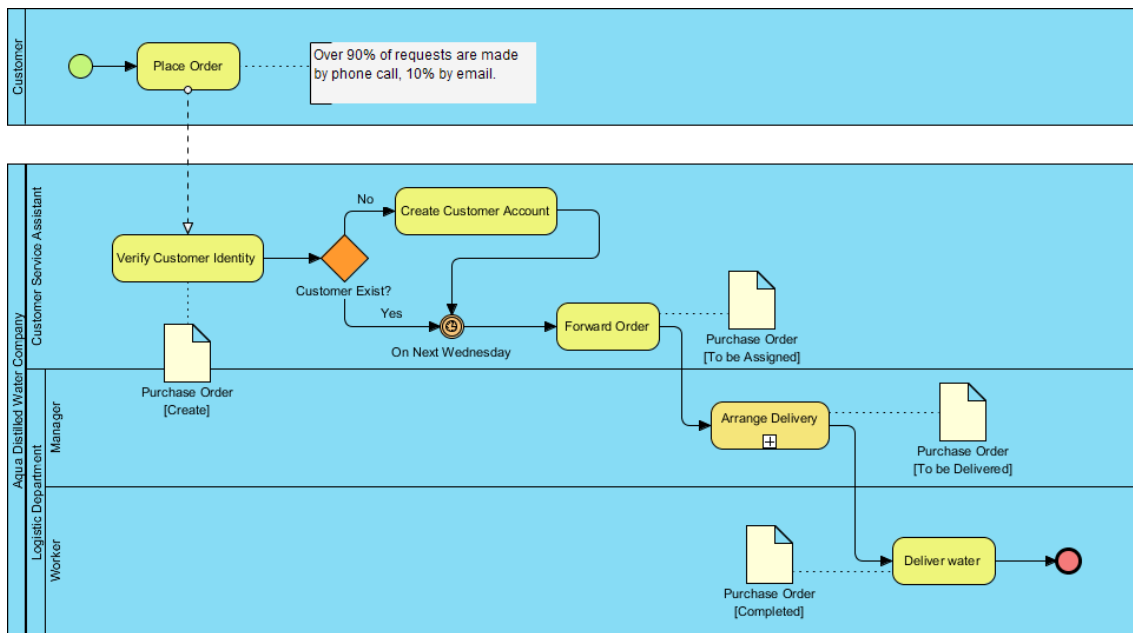 Customer
Place Order
Over 90% of requests are made
by phone call, 10% by email.
Aqua Distilled Water Company
Customer Service Assistant
Verify Customer Identity
Purchase Order
[Create]
Customer Exist?
No
Yes
Create Customer Account
On Next Wednesday
Forward Order
Purchase Order
[To be Assigned]
Logistic Department
Manager
Arrange Delivery
Purchase Order
[To be Delivered]
Worker
Purchase Order
[Completed]
Deliver water